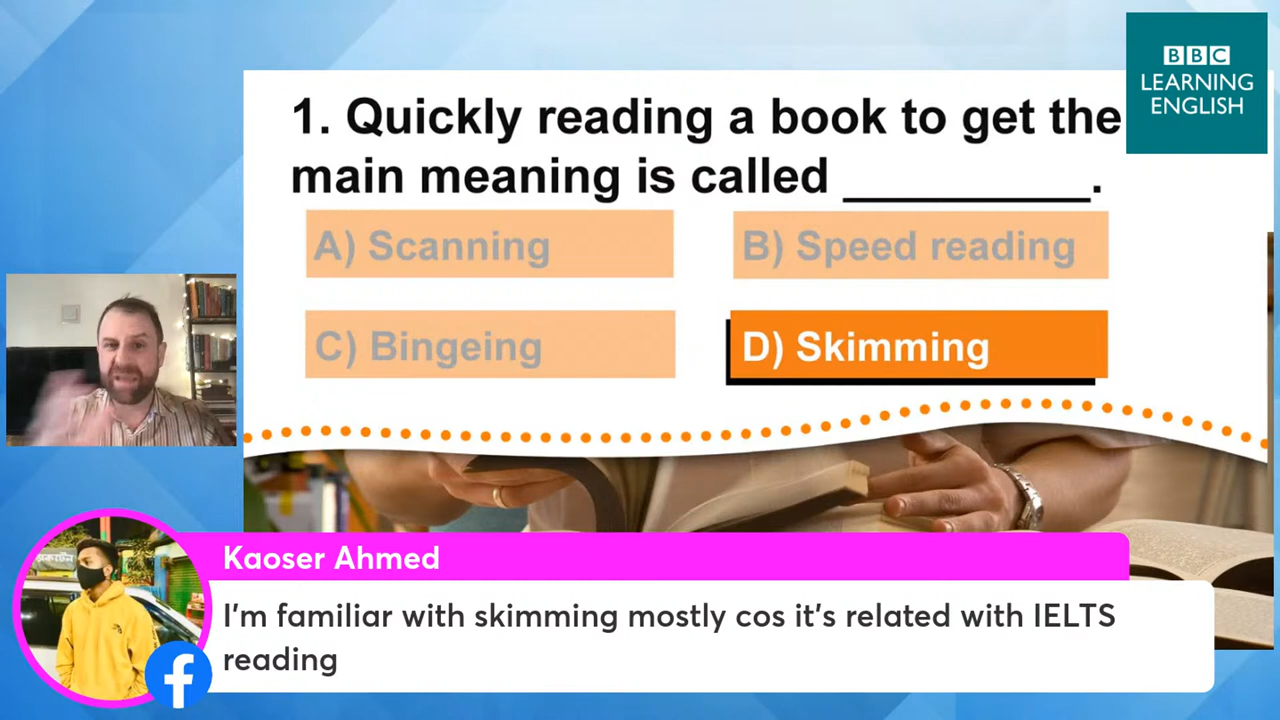 BBC
LEARNING
ENGLISH
1. Quickly reading a book to get the
main meaning is called __________.
A) Scanning
B) Speed reading
C) Bingeing
D) Skimming
Kaoser Ahmed
I'm familiar with skimming mostly cos it's related with IELTS
reading